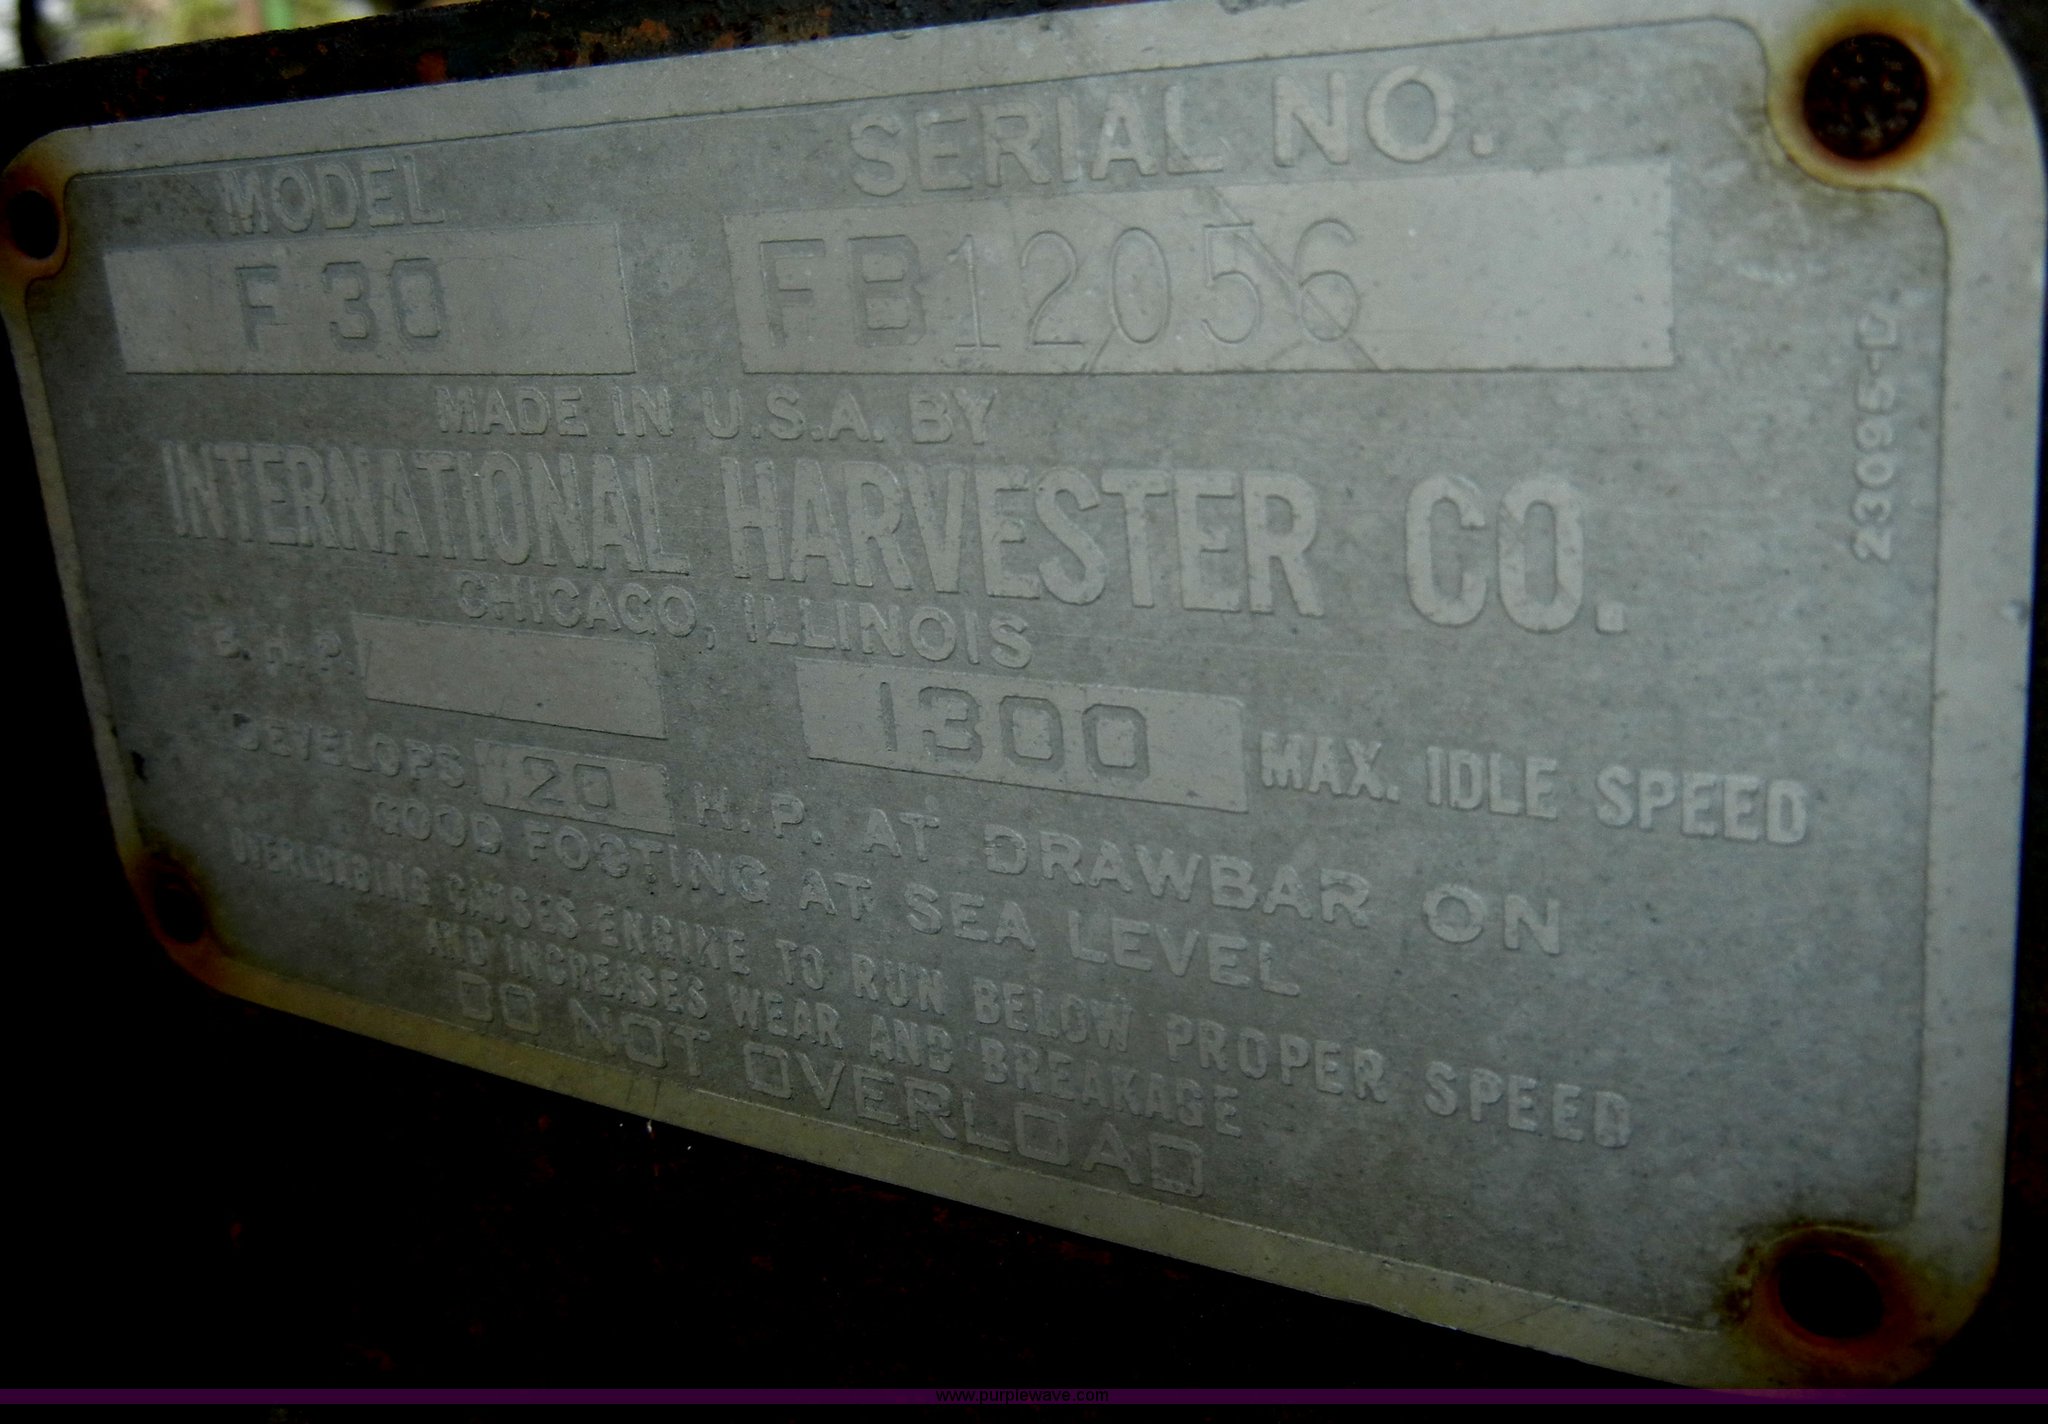 MODEL
SERIAL NO.
F 30
FB12056
MADE IN U.S.A. BY
INTERNATIONAL HARVESTER CO.
CHICAGO, ILLINOIS
B. H. P.
1300 MAX. IDLE SPEED
DEVELOPS 20 H. P. AT DRAWBAR ON
GOOD FOOTING AT SEA LEVEL
OVERLOADING CAUSES ENGINE TO RUN BELOW PROPER SPEED
AND INCREASES WEAR AND BREAKAGE
DO NOT OVERLOAD
www.purplewave.com